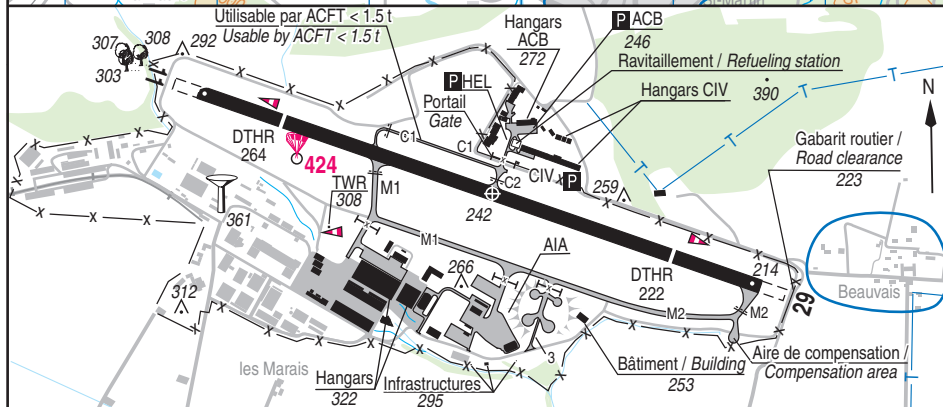 St-Martin
Utilisable par ACFT < 1.5 t
Usable by ACFT < 1.5 t
Hangars
ACB
272
P ACB
246
Ravitaillement / Refueling station
390
Hangars CIV
307
308
303
292
P HEL
Portail
Gate
N
Gabarit routier /
Road clearance
223
DTHR
264
424
C1
C1
C2
CIV
P
259
TWR
308
M1
242
361
M1
AIA
214
29
Beauvais
266
DTHR
222
312
M2
M2
3
les Marais
Hangars
322
Infrastructures
295
Bâtiment / Building
253
Aire de compensation /
Compensation area